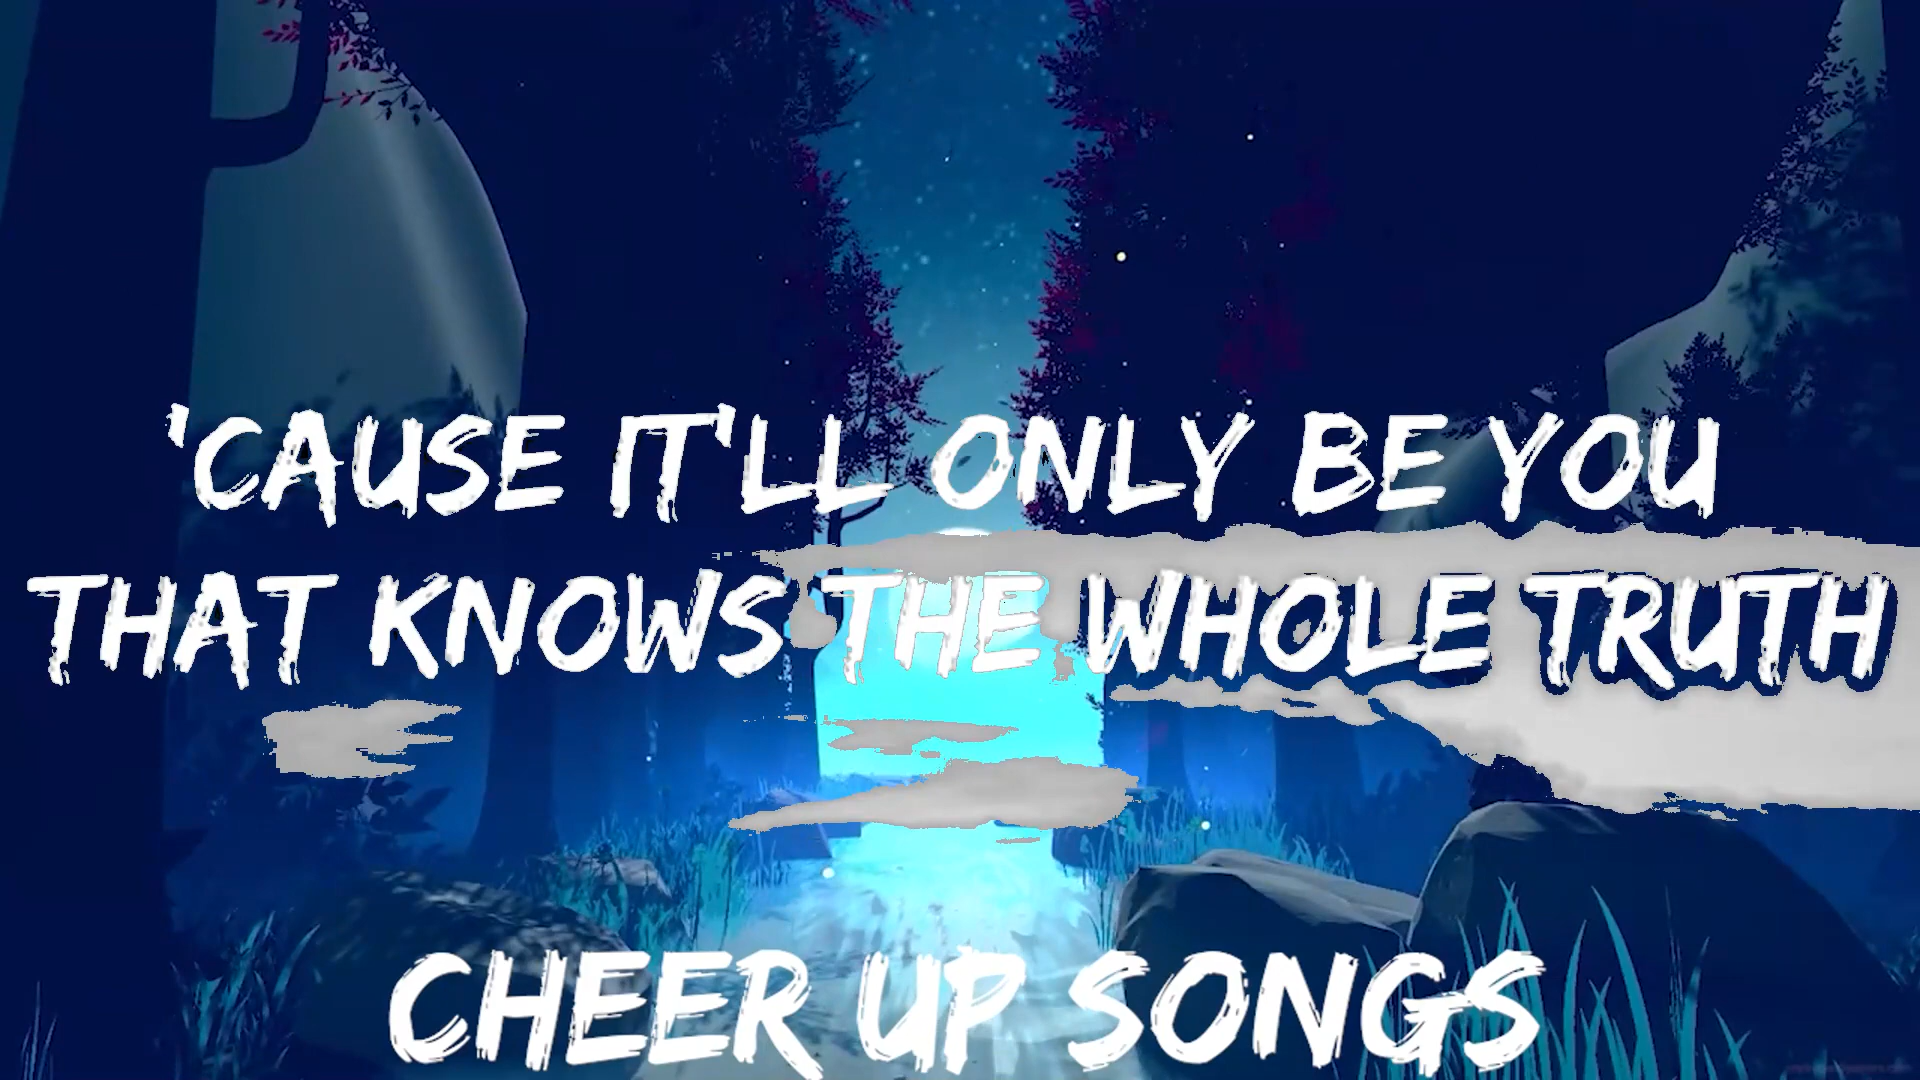 'CAUSE IT'LL ONLY BE YOU
THAT KNOWS THE WHOLE TRUTH
CHEER UP SONGS